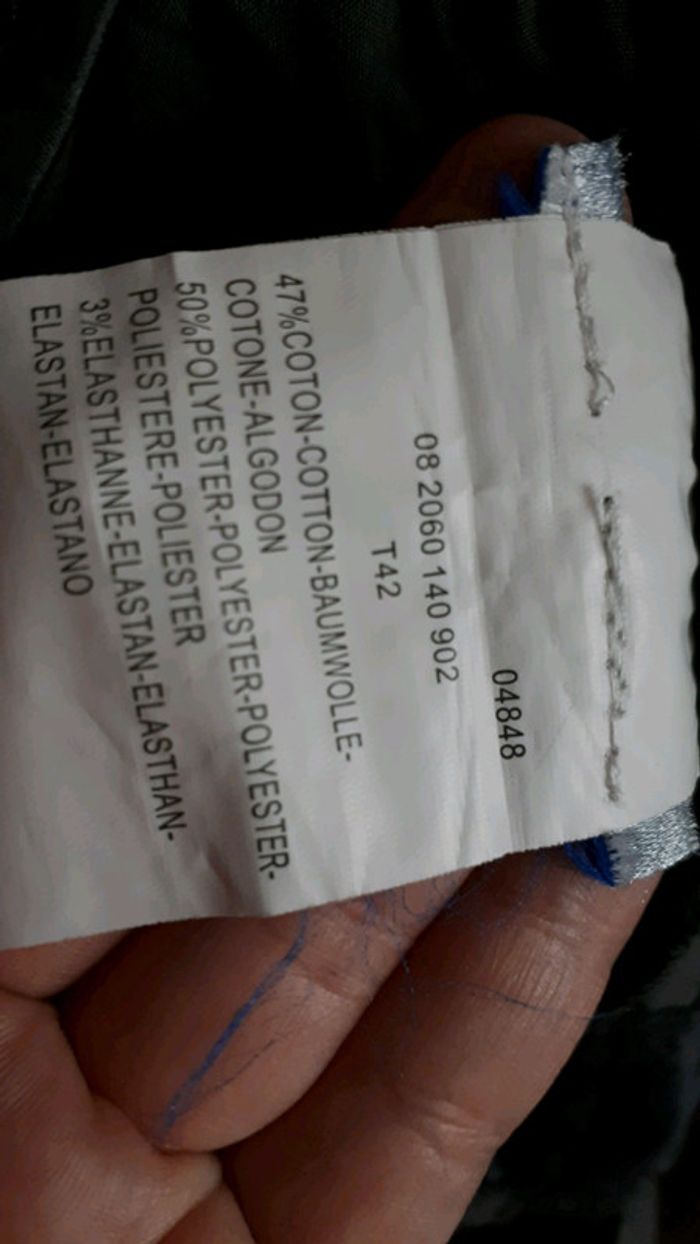 04848
08 2060 140 902
T42
47%COTON-COTTON-BAUMWOLLE-
COTONE-ALGODON
50%POLYESTER-POLYESTER-POLYESTER-
POLIESTERE-POLIESTER
3%ELASTHANNE-ELASTAN-ELASTHAN-
ELASTAN-ELASTANO